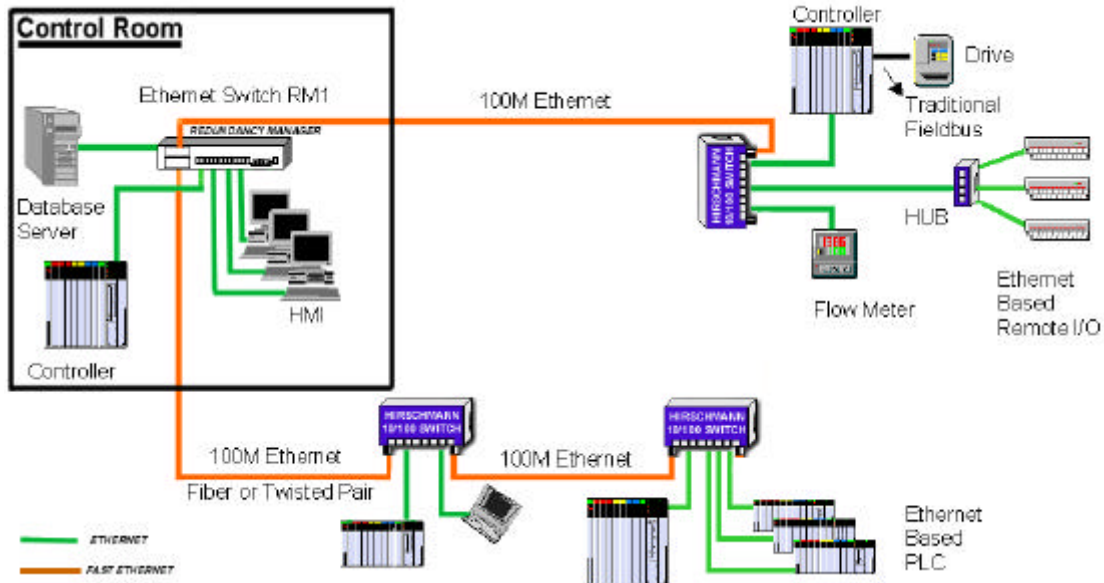 Control Room
Ethernet Switch RM1
REDUNDANCY MANAGER
Database
Server
Controller
HMI
100M Ethernet
Controller
Drive
Traditional
Fieldbus
HIRSCHMANN
10/100 SWITCH
HUB
Flow Meter
Ethernet
Based
Remote I/O
HIRSCHMANN
10/100 SWITCH
HIRSCHMANN
10/100 SWITCH
100M Ethernet
Fiber or Twisted Pair
100M Ethernet
Ethernet
Based
PLC
ETHERNET
FAST ETHERNET